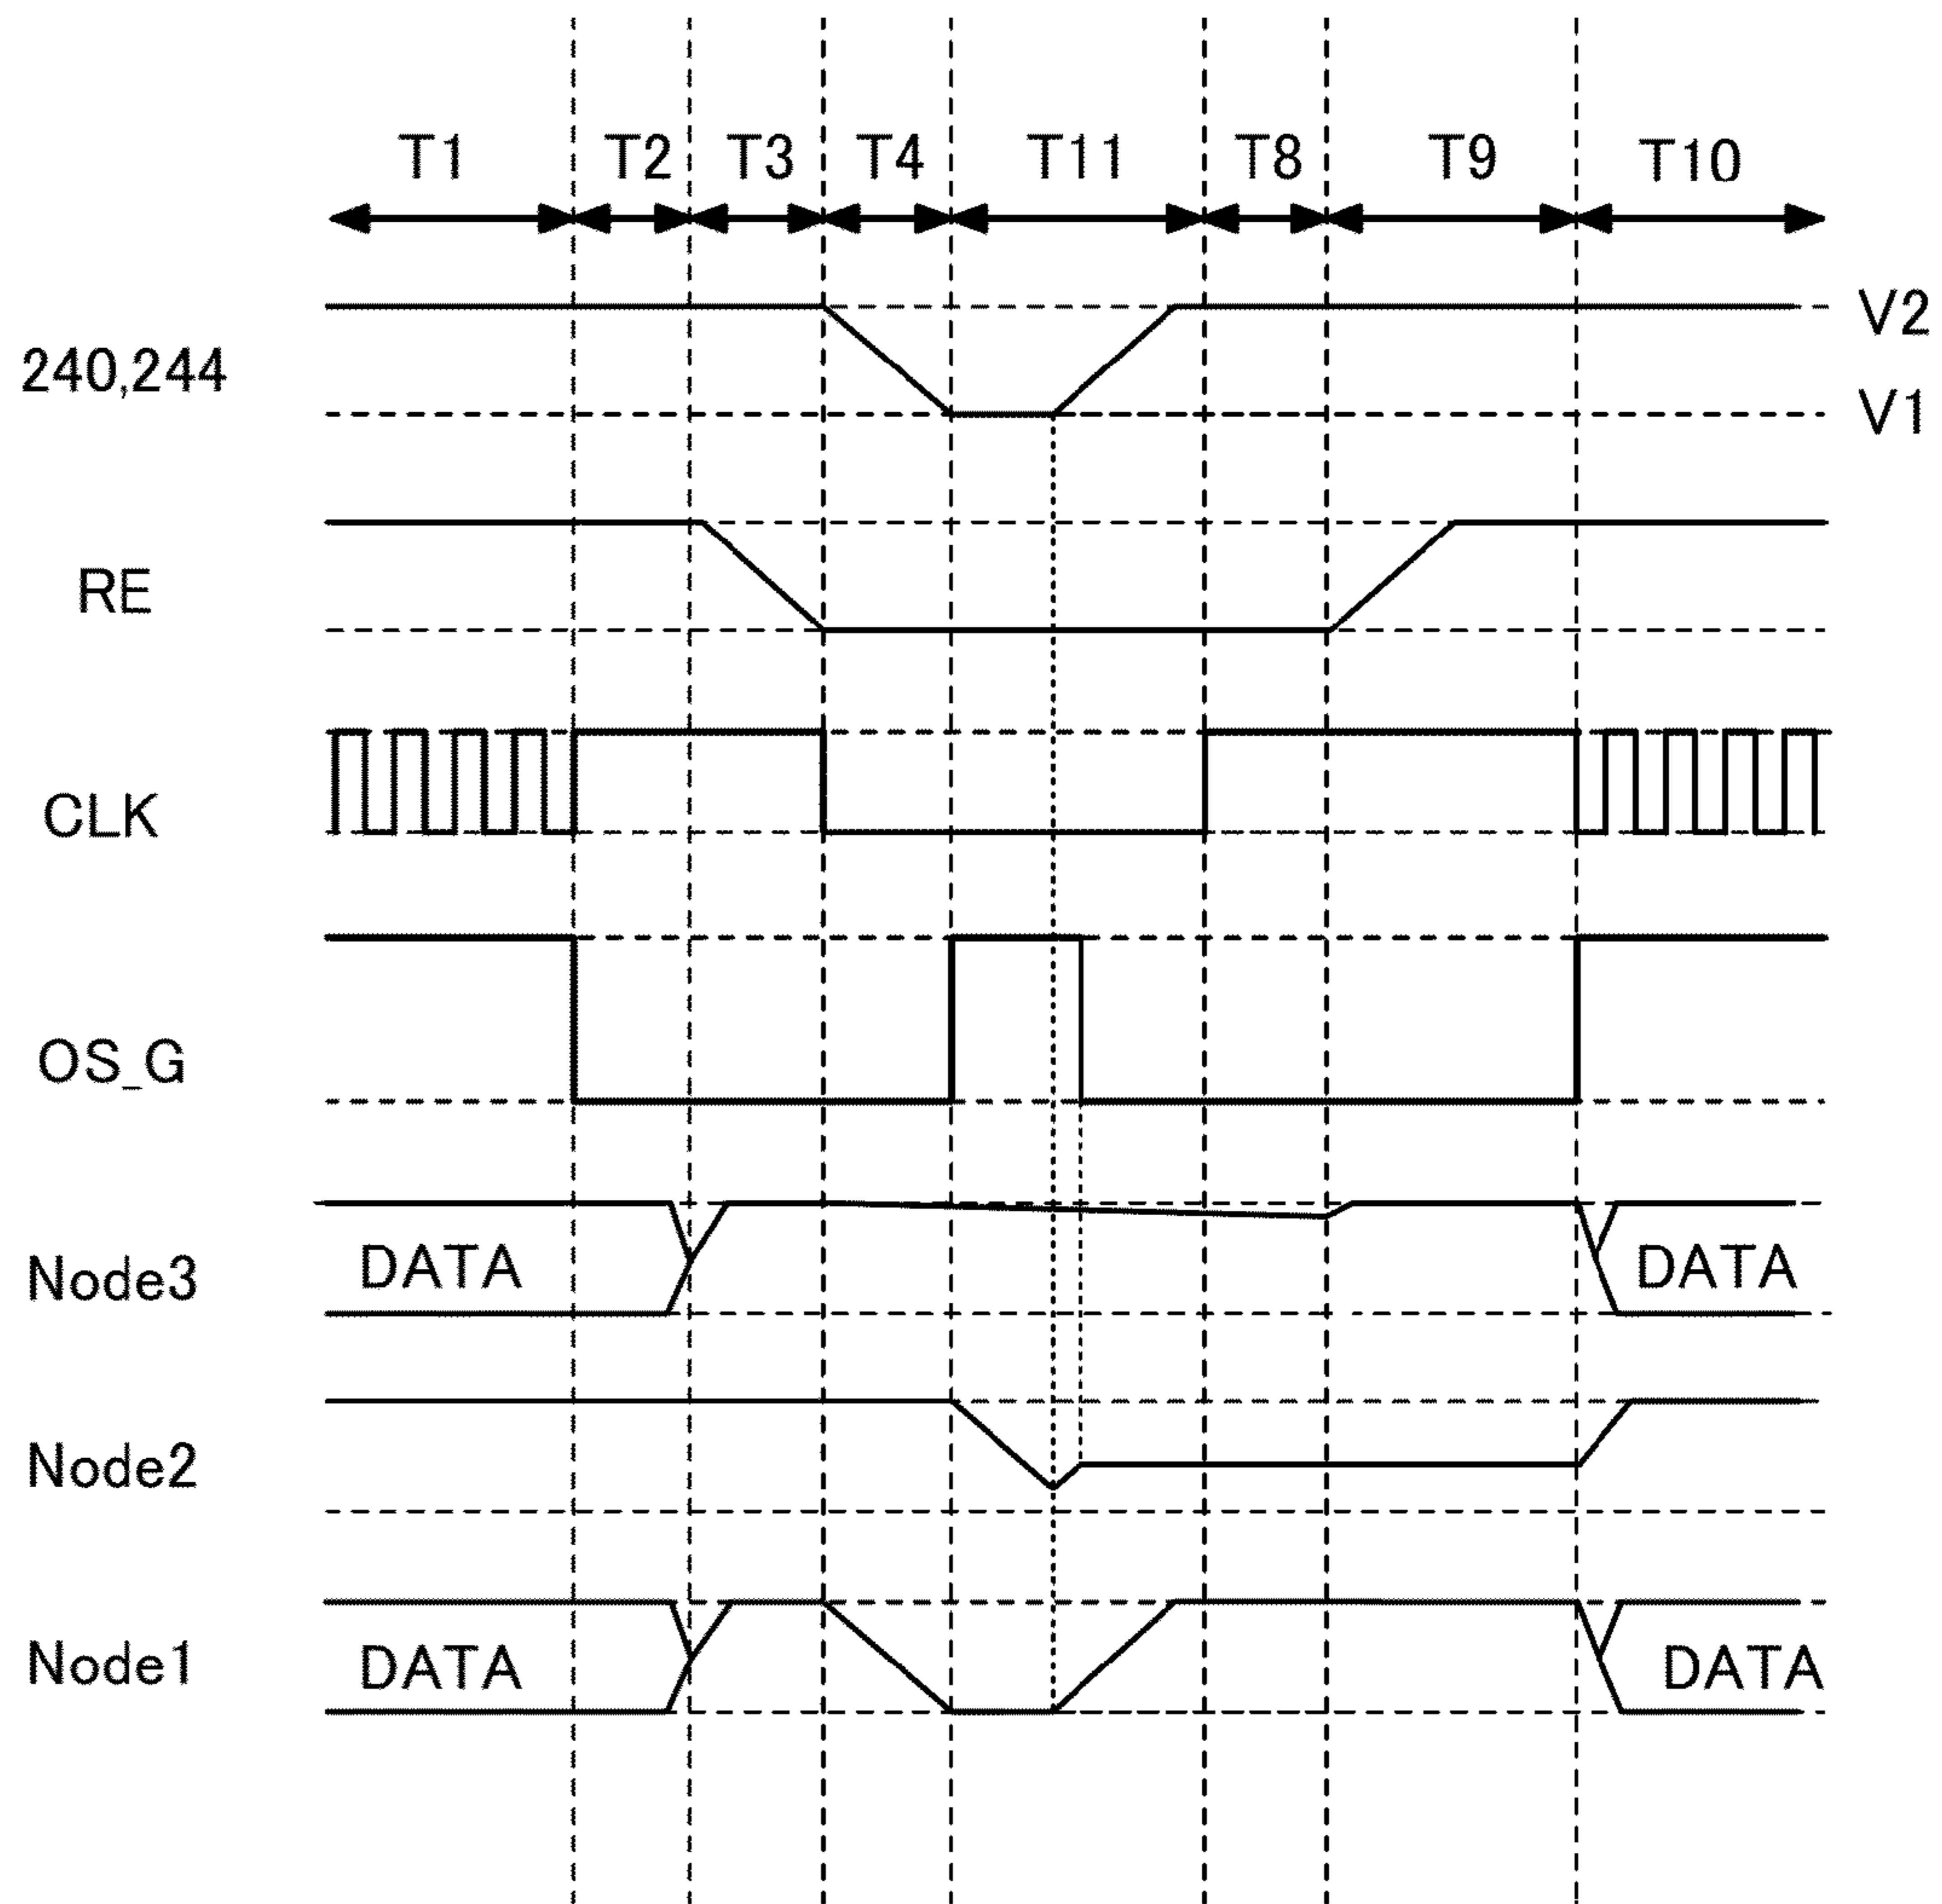 T1 T2 T3 T4 T11 T8 T9 T10
V2
240,244
V1
RE
CLK
OS_G
Node3 DATA DATA
Node2
Node1 DATA DATA